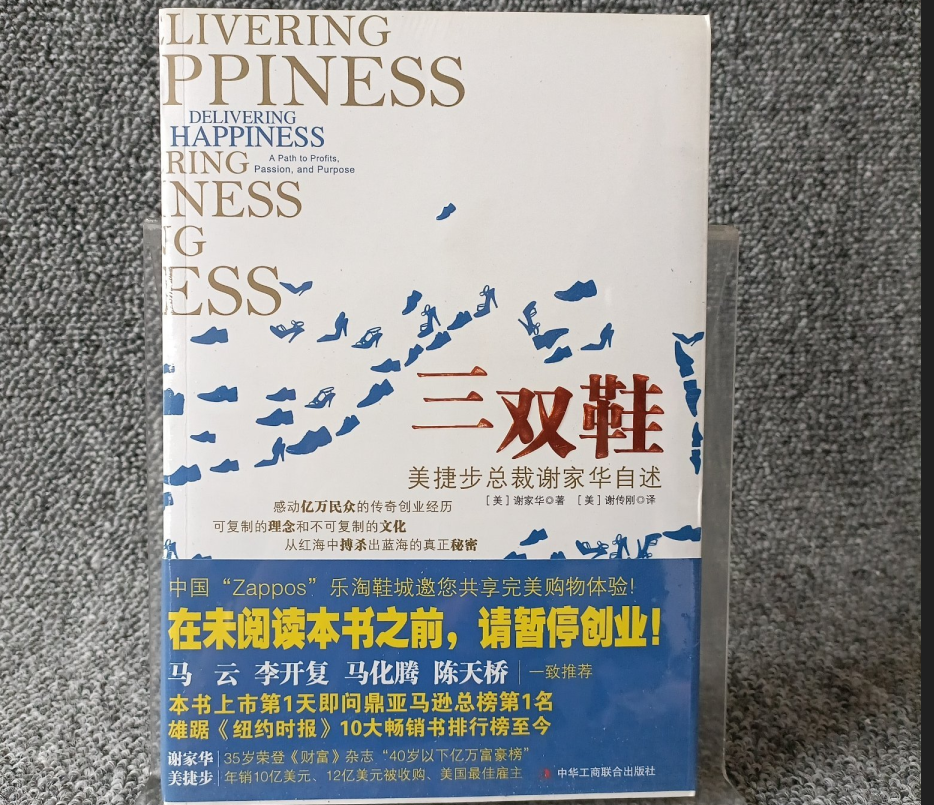 LIVERING
PPINESS
DELIVERING
HAPPINESS
RING
A Path to Profits,
Passion, and Purpose
INESS
NG
ESS
三双鞋
美捷步总裁谢家华自述
［美］谢家华◎著 ［美］谢传刚◎译
感动亿万民众的传奇创业经历
可复制的理念和不可复制的文化
从红海中搏杀出蓝海的真正秘密
中国“Zappos”乐淘鞋城邀您共享完美购物体验!
在未阅读本书之前，请暂停创业!
马 云 李开复 马化腾 陈天桥 一致推荐
本书上市第1天即问鼎亚马逊总榜第1名
雄踞《纽约时报》10大畅销书排行榜至今
谢家华 35岁荣登《财富》杂志“40岁以下亿万富豪榜”
美捷步 年销10亿美元、12亿美元被收购、美国最佳雇主
中华工商联合出版社